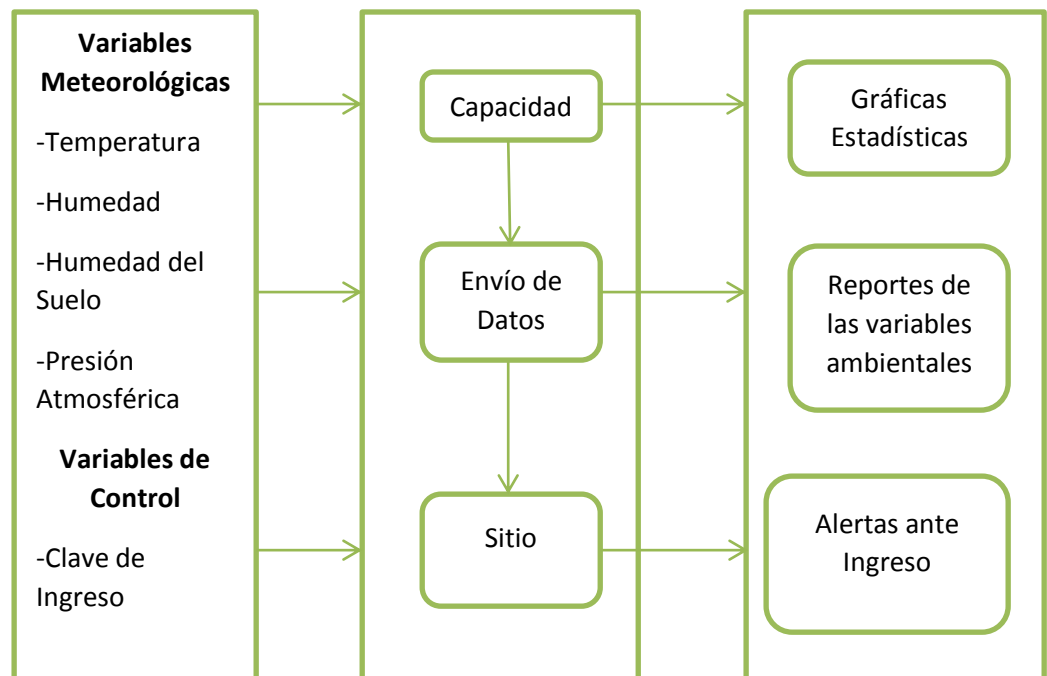 Variables
Meteorológicas
-Temperatura
-Humedad
-Humedad del
Suelo
-Presión
Atmosférica
Variables de
Control
-Clave de
Ingreso
Capacidad
Envío de
Datos
Sitio
Gráficas
Estadísticas
Reportes de
las variables
ambientales
Alertas ante
Ingreso